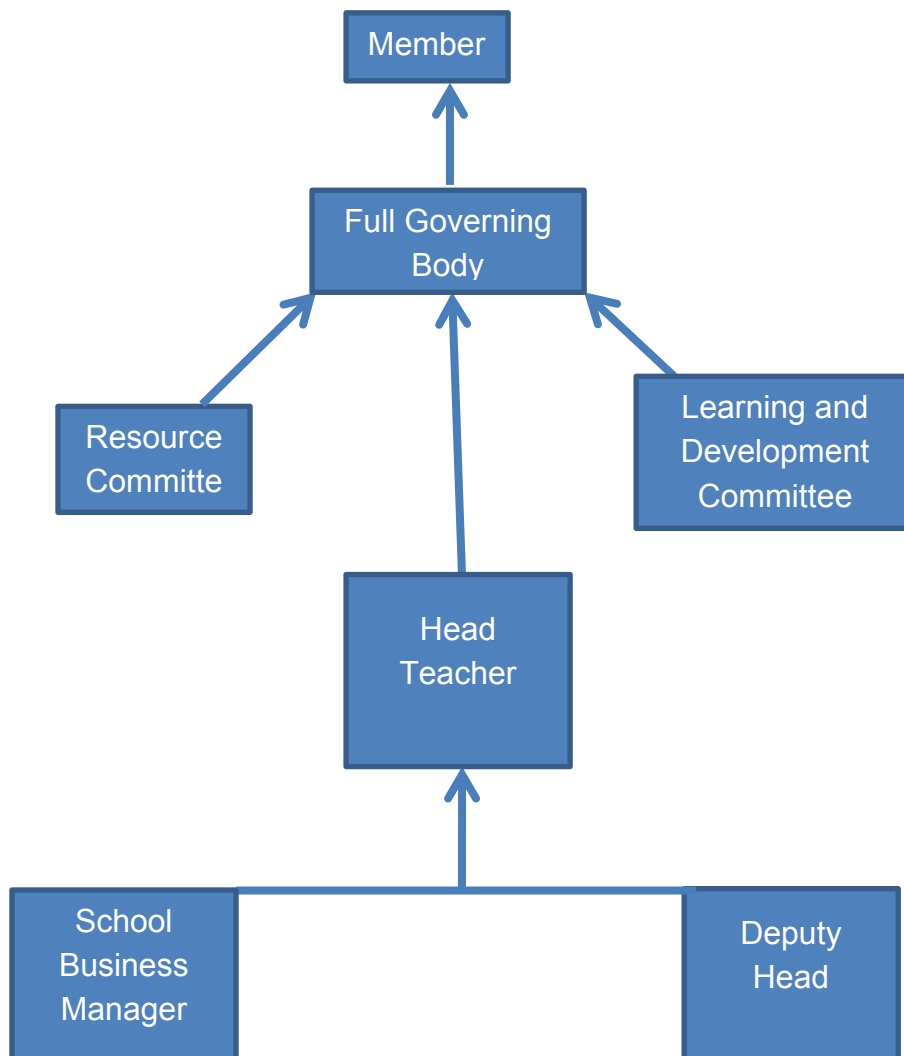 Member
Full Governing
Body
Resource
Committe
Learning and
Development
Committee
Head
Teacher
School
Business
Manager
Deputy
Head